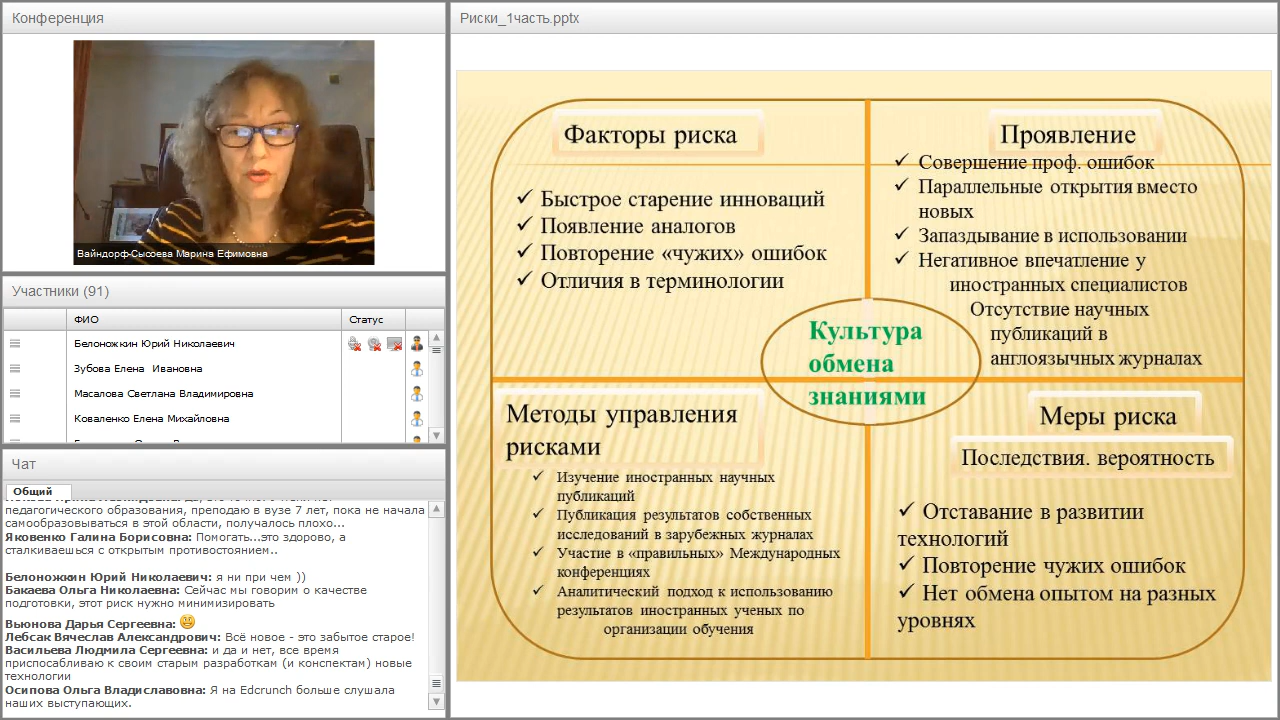 Конференция
Вайндорф-Сысоева Марина Ефимовна
Участники (91)
ФИО
Статус
Белоножкин Юрий Николаевич
Зубова Елена Ивановна
Масалова Светлана Владимировна
Коваленко Елена Михайловна
Чат
Общий
педагогического образования, преподаю в вузе 7 лет, пока не начала
самообразовываться в этой области, получалось плохо...
Яковенко Галина Борисовна: Помогать...это здрово, а
сталкиваешься с открытым противостоянием..
Белоножкин Юрий Николаевич: я ни при чем ))
Бакаева Ольга Николаевна: Сейчас мы говорим о качестве
подготовки, этот риск нужно минимизировать
Вьюнова Дарья Сергеевна:
Лебсак Вячеслав Александрович: Всё новое - это забытое старое!
Васильева Людмила Сергеевна: и да и нет, все время
приспосабливаю к своим старым разработкам (и конспектам) новые
технологии
Осипова Ольга Владиславовна: Я на Edcrunch больше слушала
наших выступающих.
Риски_1часть.pptx
Факторы риска
✓ Быстрое старение инноваций
✓ Появление аналогов
✓ Повторение «чужих» ошибок
✓ Отличия в терминологии
Проявление
✓ Совершение проф. ошибок
✓ Параллельные открытия вместо
новых
✓ Запаздывание в использовании
✓ Негативное впечатление у
иностранных специалистов
Отсутствие научных
публикаций в
англоязычных журналах
Культура
обмена
знаниями
Методы управления
рисками
✓ Изучение иностранных научных
публикаций
✓ Публикация результатов собственных
исследований в зарубежных журналах
✓ Участие в «правильных» Международных
конференциях
✓ Аналитический подход к использованию
результатов иностранных ученых по
организации обучения
Меры риска
Последствия. вероятность
✓ Отставание в развитии
технологий
✓ Повторение чужих ошибок
✓ Нет обмена опытом на разных
уровнях